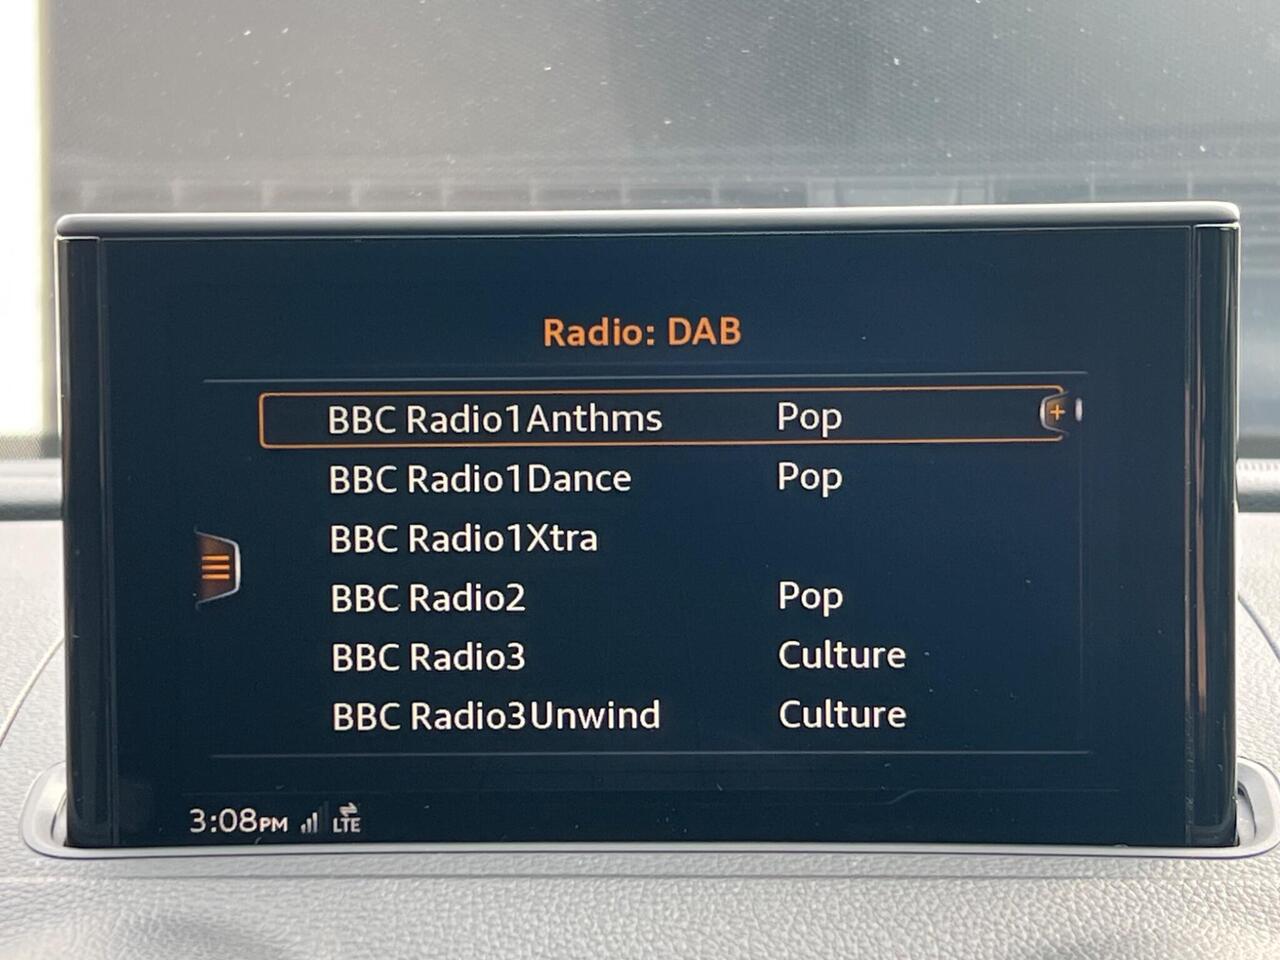 Radio: DAB
BBC Radio1Anthms Pop
BBC Radio1Dance Pop
BBC Radio1Xtra
BBC Radio2 Pop
BBC Radio3 Culture
BBC Radio3Unwind Culture
3:08PM LTE